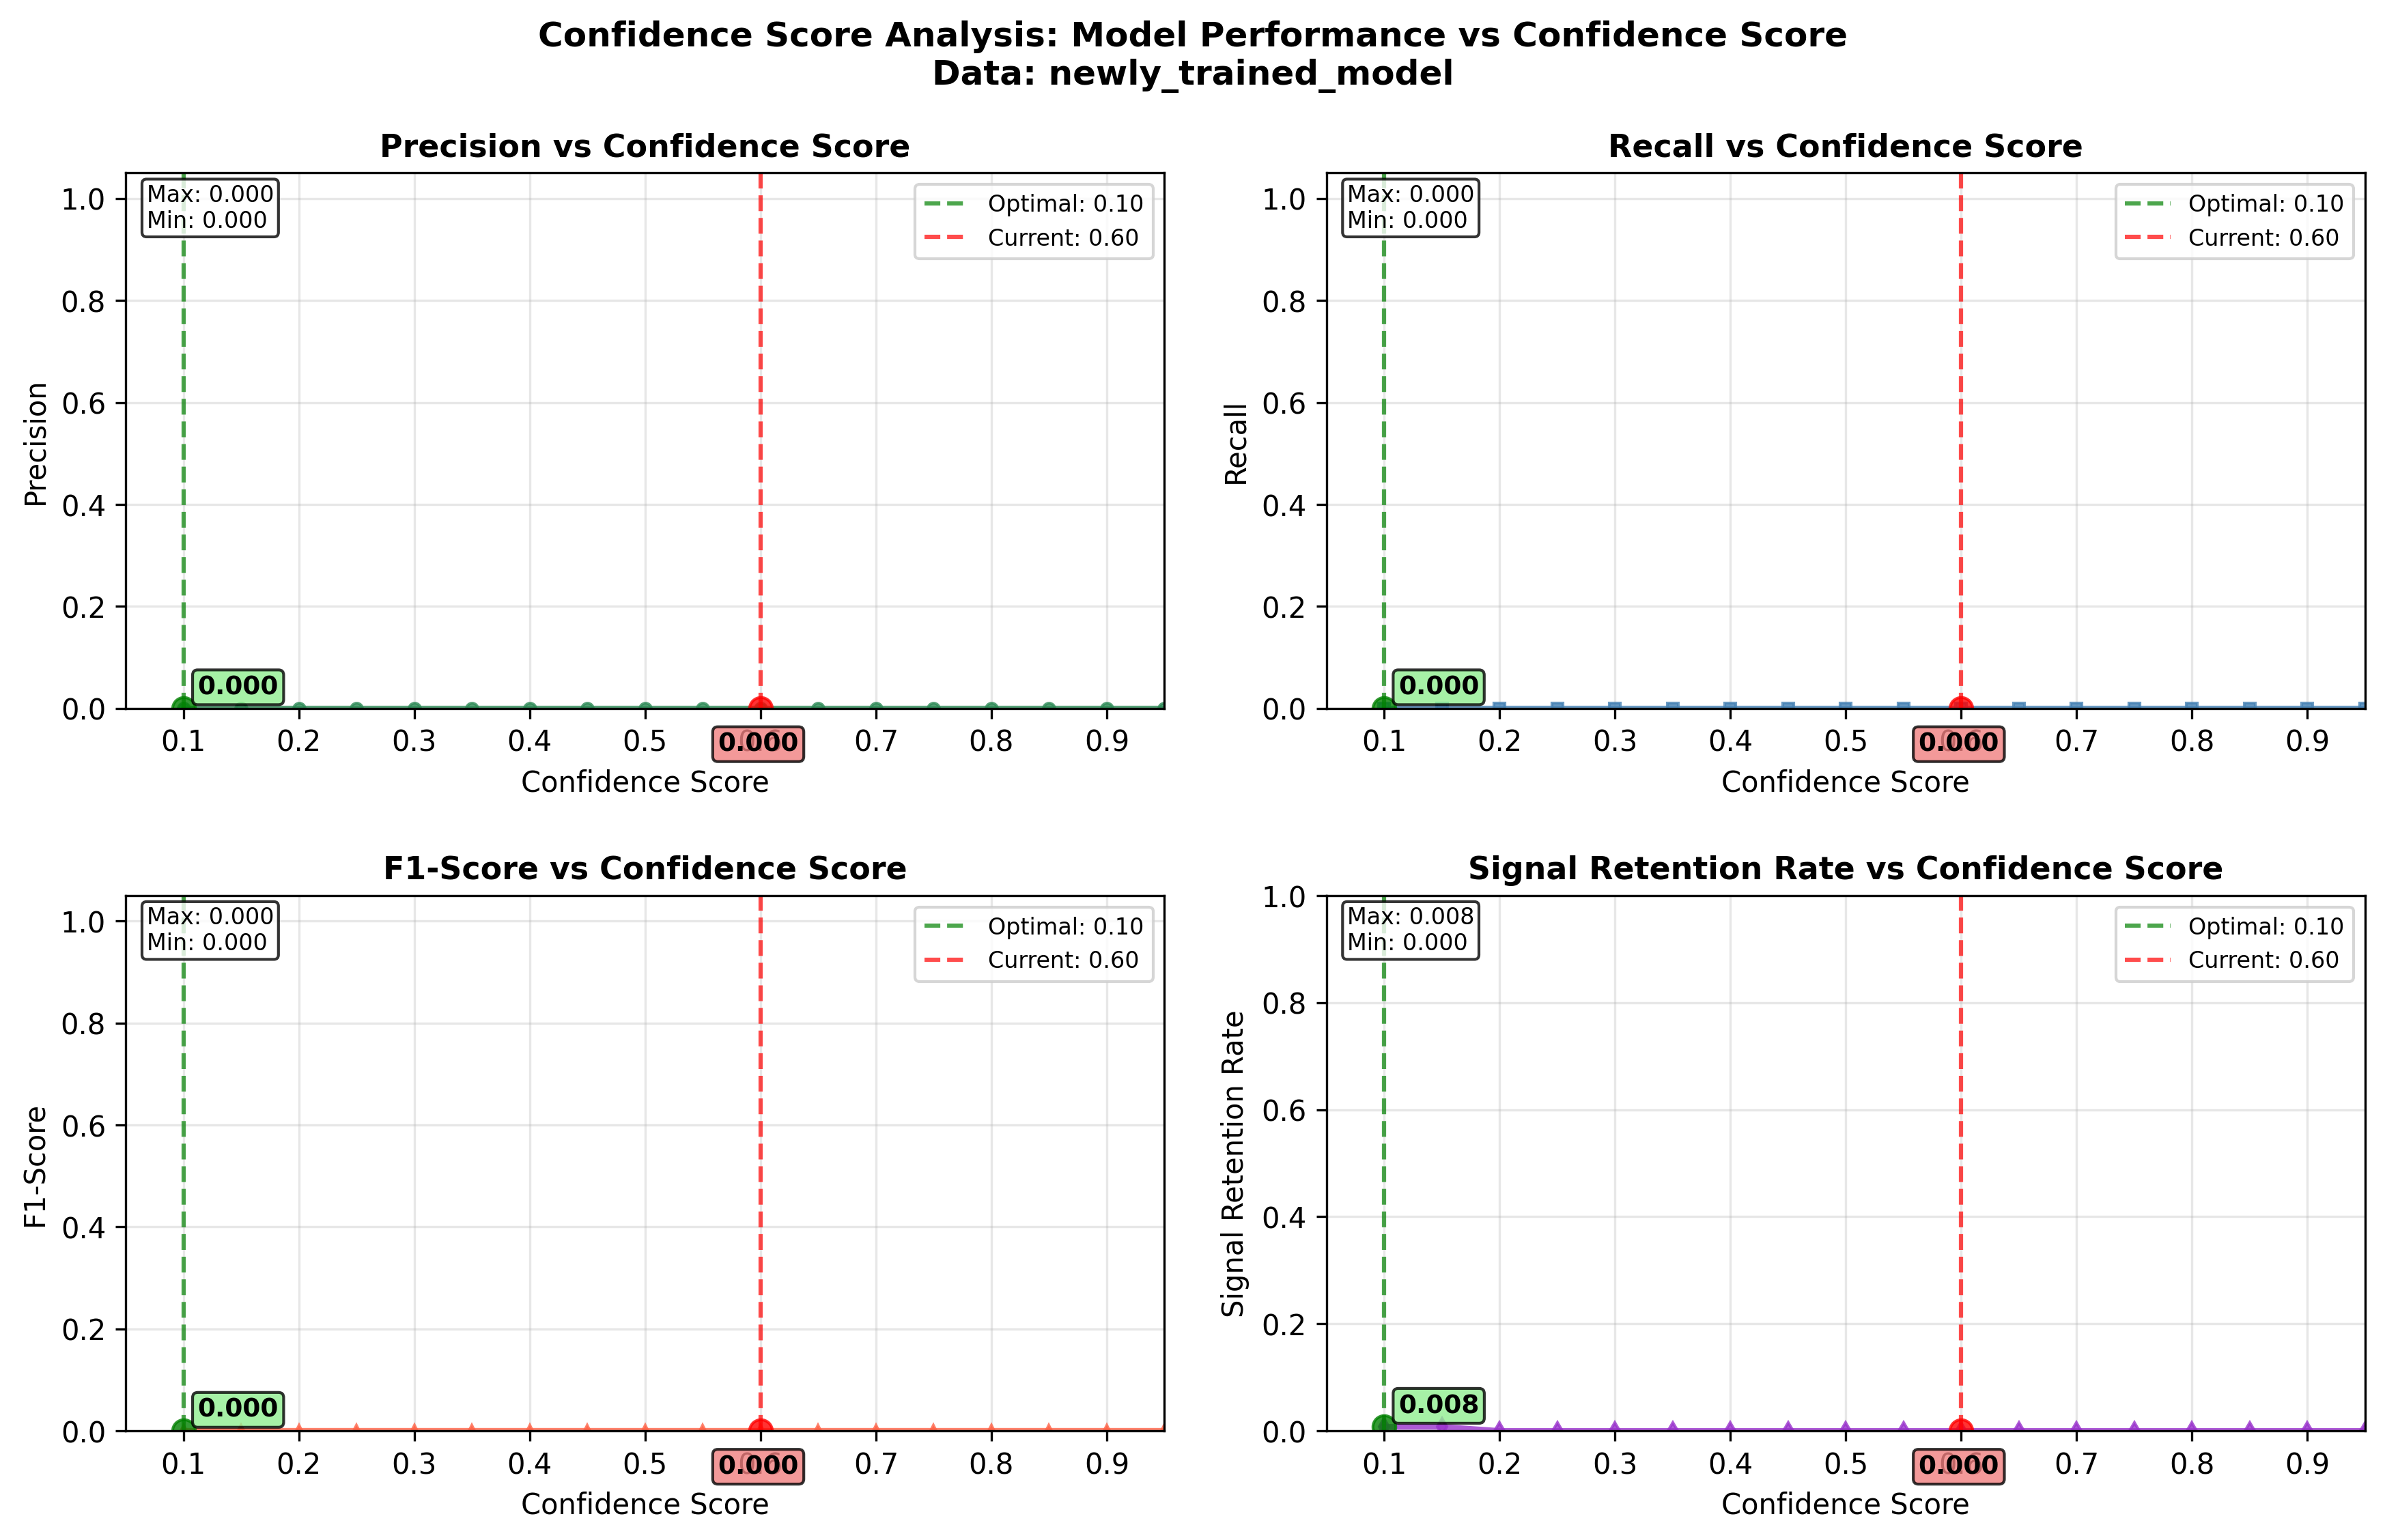 Confidence Score Analysis: Model Performance vs Confidence Score
Data: newly_trained_model
Precision vs Confidence Score
Max: 0.000
Min: 0.000
Optimal: 0.10
Current: 0.60
1.0
0.8
0.6
0.4
0.2
0.0
Precision
0.000
0.000
0.1 0.2 0.3 0.4 0.5 0.7 0.8 0.9
Confidence Score
Recall vs Confidence Score
Max: 0.000
Min: 0.000
Optimal: 0.10
Current: 0.60
1.0
0.8
0.6
0.4
0.2
0.0
Recall
0.000
0.000
0.1 0.2 0.3 0.4 0.5 0.7 0.8 0.9
Confidence Score
F1-Score vs Confidence Score
Max: 0.000
Min: 0.000
Optimal: 0.10
Current: 0.60
1.0
0.8
0.6
0.4
0.2
0.0
F1-Score
0.000
0.000
0.1 0.2 0.3 0.4 0.5 0.7 0.8 0.9
Confidence Score
Signal Retention Rate vs Confidence Score
Max: 0.008
Min: 0.000
Optimal: 0.10
Current: 0.60
1.0
0.8
0.6
0.4
0.2
0.0
Signal Retention Rate
0.008
0.000
0.1 0.2 0.3 0.4 0.5 0.7 0.8 0.9
Confidence Score